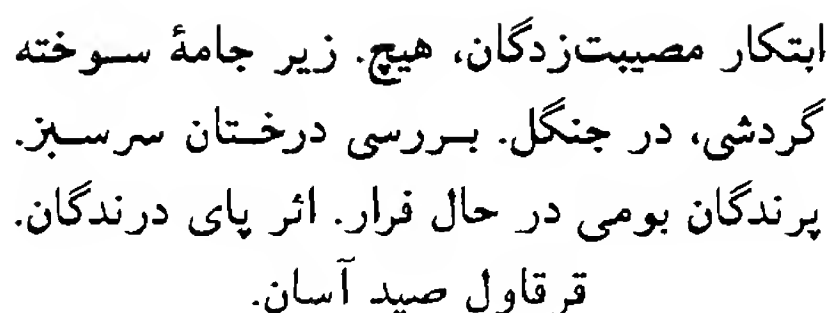 ابتکار مصیبت‌زدگان، هیچ. زیر جامهٔ سوخته
گردشی، در جنگل. بررسی درختان سرسبز.
پرندگان بومی در حال فرار. اثر پای درندگان.
قرقاول صید آسان.